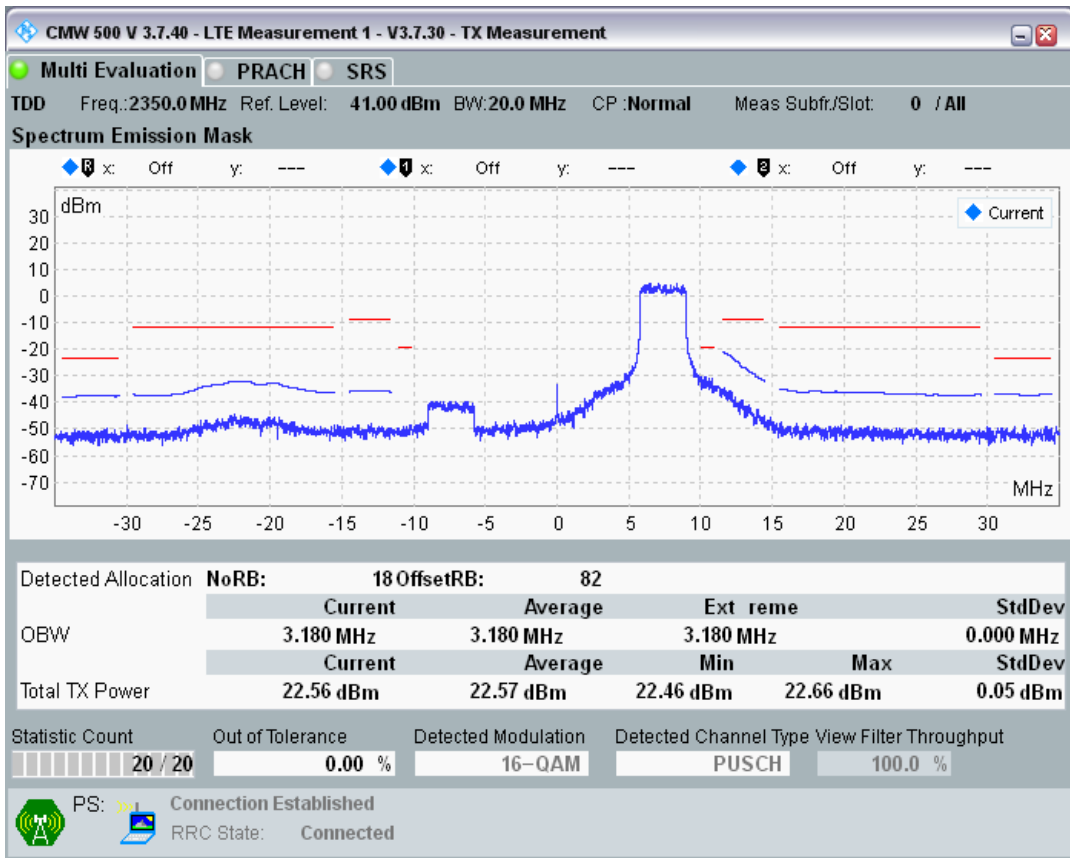 CMW 500 V 3.7.40 - LTE Measurement 1 - V3.7.30 - TX Measurement
Multi Evaluation PRACH SRS
TDD Freq.:2350.0 MHz Ref. Level: 41.00 dBm BW:20.0 MHz CP :Normal Meas Subfr./Slot: 0 / All
Spectrum Emission Mask
R x: Off y: --- 1 x: Off y: --- 2 x: Off y: ---
dBm
Current
30
20
10
0
-10
-20
-30
-40
-50
-60
-70
MHz
-30 -25 -20 -15 -10 -5 0 5 10 15 20 25 30
Detected Allocation NoRB: 18 OffsetRB: 82
Current Average Ext reme StdDev
OBW 3.180 MHz 3.180 MHz 3.180 MHz 0.000 MHz
Current Average Min Max StdDev
Total TX Power 22.56 dBm 22.57 dBm 22.46 dBm 22.66 dBm 0.05 dBm
Statistic Count Out of Tolerance Detected Modulation Detected Channel Type View Filter Throughput
20 / 20 0.00 % 16-QAM PUSCH 100.0 %
PS: Connection Established
RRC State: Connected